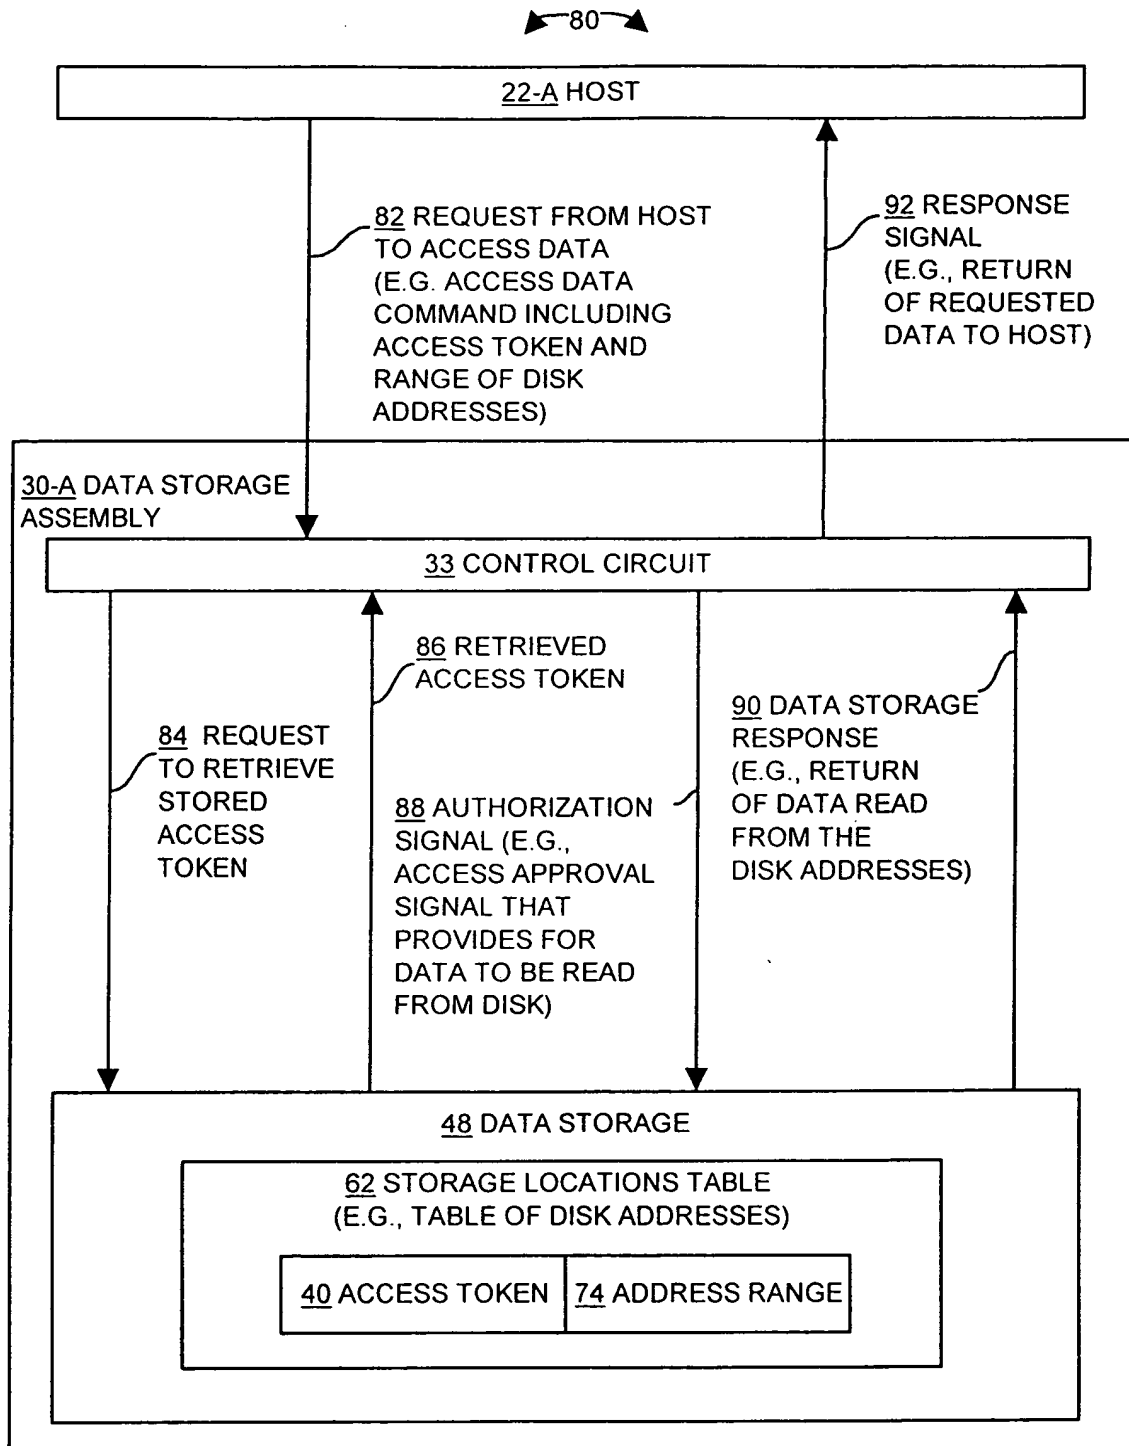 80
22-A HOST
82 REQUEST FROM HOST
TO ACCESS DATA
(E.G. ACCESS DATA
COMMAND INCLUDING
ACCESS TOKEN AND
RANGE OF DISK
ADDRESSES)
92 RESPONSE
SIGNAL
(E.G., RETURN
OF REQUESTED
DATA TO HOST)
30-A DATA STORAGE
ASSEMBLY
33 CONTROL CIRCUIT
84 REQUEST
TO RETRIEVE
STORED
ACCESS
TOKEN
86 RETRIEVED
ACCESS TOKEN
88 AUTHORIZATION
SIGNAL (E.G.,
ACCESS APPROVAL
SIGNAL THAT
PROVIDES FOR
DATA TO BE READ
FROM DISK)
90 DATA STORAGE
RESPONSE
(E.G., RETURN
OF DATA READ
FROM THE
DISK ADDRESSES)
48 DATA STORAGE
62 STORAGE LOCATIONS TABLE
(E.G., TABLE OF DISK ADDRESSES)
40 ACCESS TOKEN
74 ADDRESS RANGE